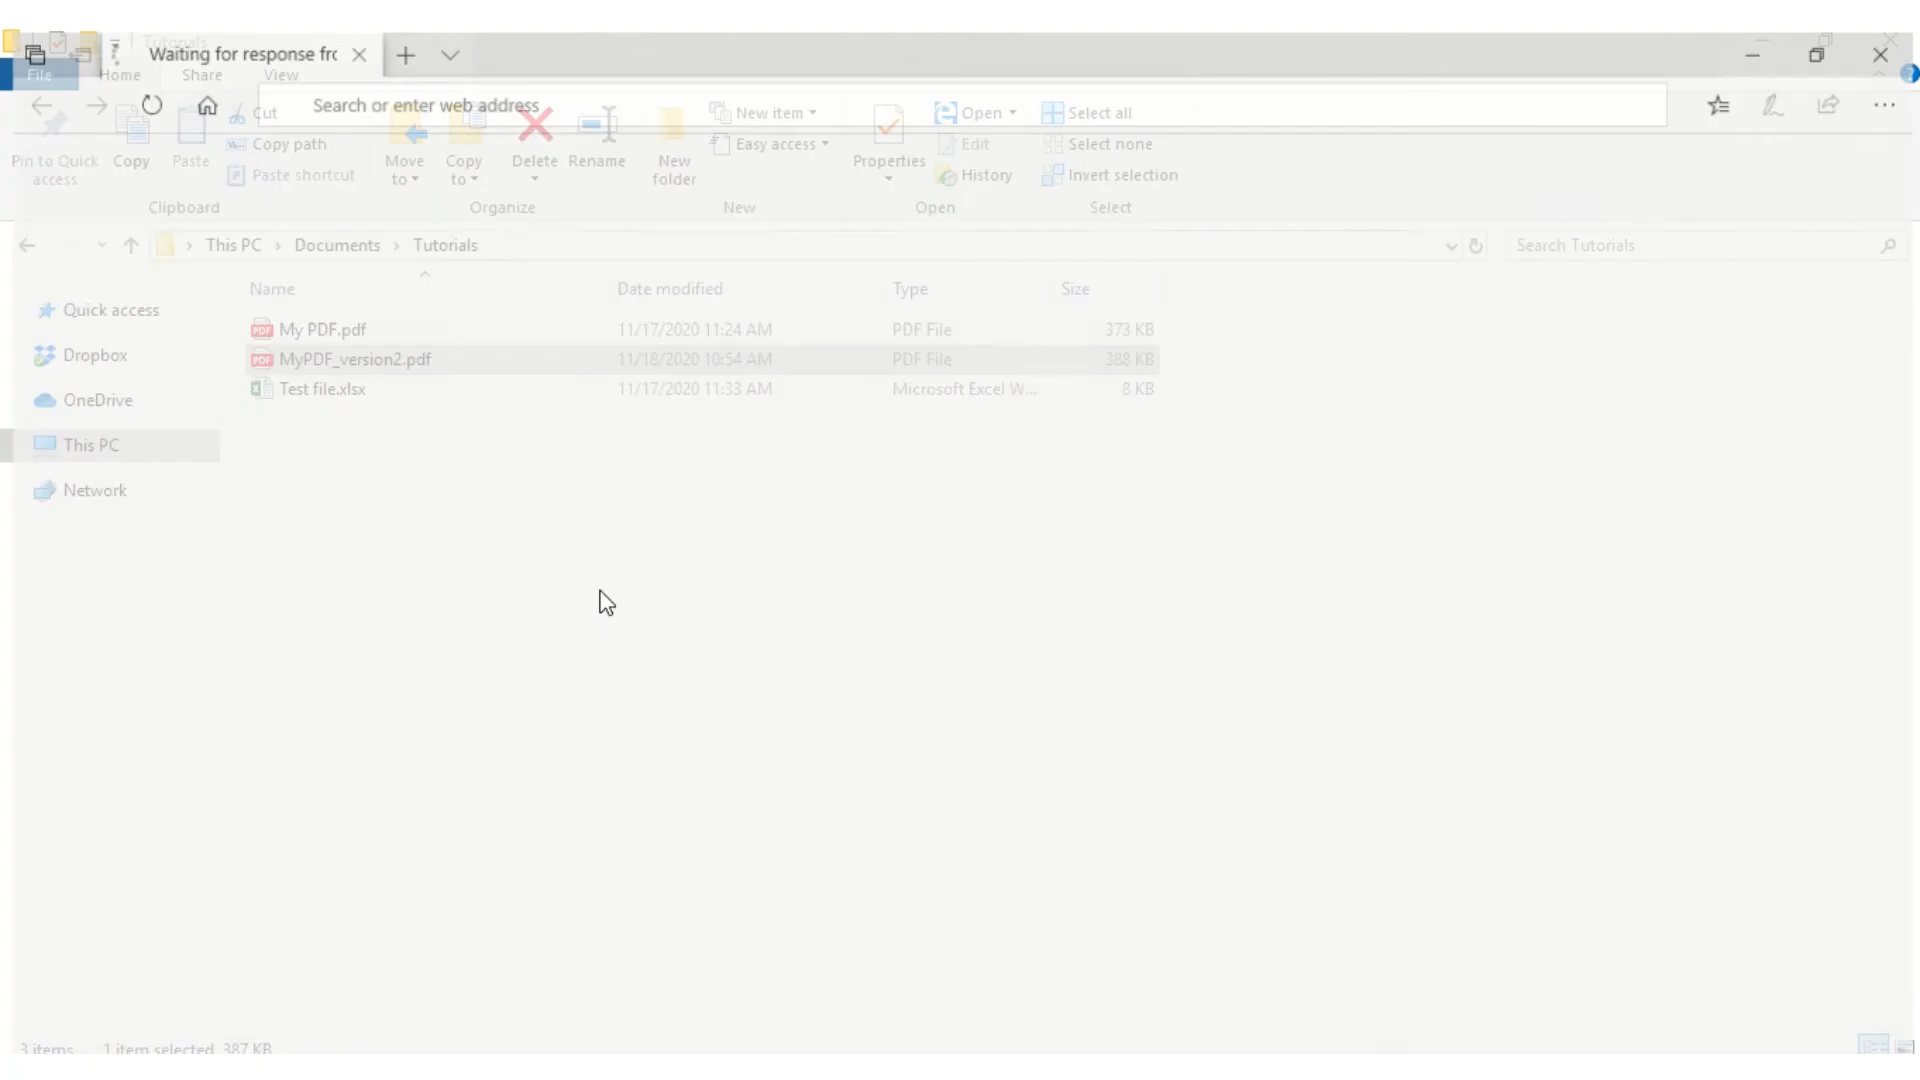 Tutorials
Waiting for response frc
File
Home
Share
View
Search or enter web address
Cut
Copy path
Paste shortcut
Pin to Quick
access
Copy
Paste
Clipboard
Move
to
Copy
to
Delete
Rename
Organize
New
folder
New item
Easy access
New
Properties
Open
Edit
History
Open
Select all
Select none
Invert selection
Select
This PC
Documents
Tutorials
Search Tutorials
Name
Date modified
Type
Size
My PDF.pdf 11/17/2020 11:24 AM PDF File 373 KB
MyPDF_version2.pdf 11/18/2020 10:54 AM PDF File 388 KB
Test file.xlsx 11/17/2020 11:33 AM Microsoft Excel W... 8 KB
Quick access
Dropbox
OneDrive
This PC
Network
3 items 1 item selected 387 KB